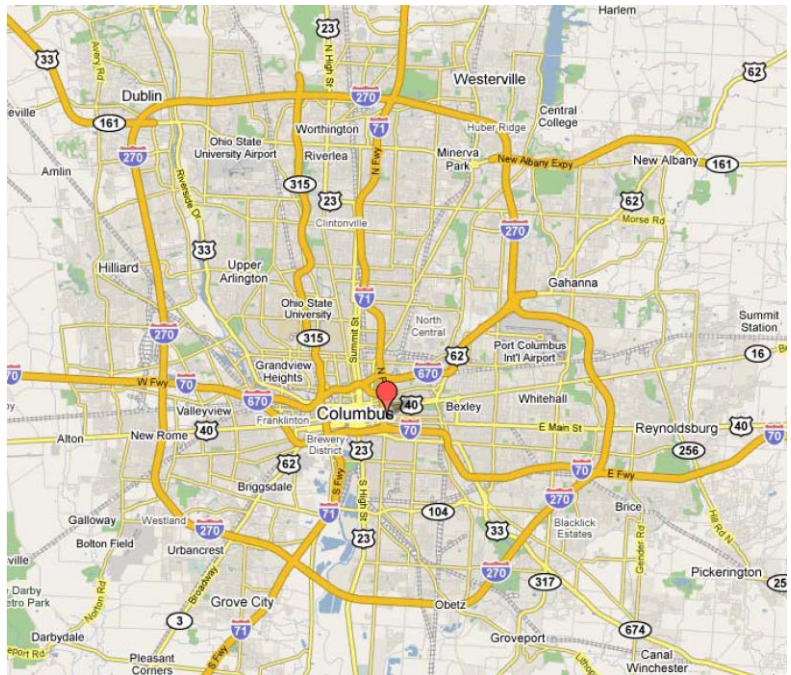 Harlem
23
33
Avery Rd
N High St
Westerville
62
Dublin
270
Central
College
161
Worthington
71
Huber Ridge
Ohio State
University Airport
Riverlea
N Fwy
Minerva
Park
New Albany Expy
New Albany
161
270
Amlin
Riverside Dr
315
23
62
Clintonville
Morse Rd
33
270
Hilliard
Upper
Arlington
Gahanna
71
Ohio State
University
Summit St
North
Central
Port Columbus
Int'l Airport
Summit
Station
270
315
62
16
Grandview
Heights
670
W Fwy
70
70
Valleyview
670
Columbus
40
Bexley
Whitehall
Franklinton
Alton
New Rome
40
70
E Main St
Reynoldsburg
40
Brewery
District
23
70
256
62
S Fwy
70
E Fwy
Briggsdale
S High St
270
Brice
Galloway
Westland
71
104
Blacklick
Estates
Hill Rd N
270
33
Gender Rd
Bolton Field
Urbancrest
23
Broadway
270
317
Pickerington
Norton Rd
Grove City
Obetz
3
71
674
Darbydale
Groveport
Pleasant
Corners
S Fwy
Canal
Winchester